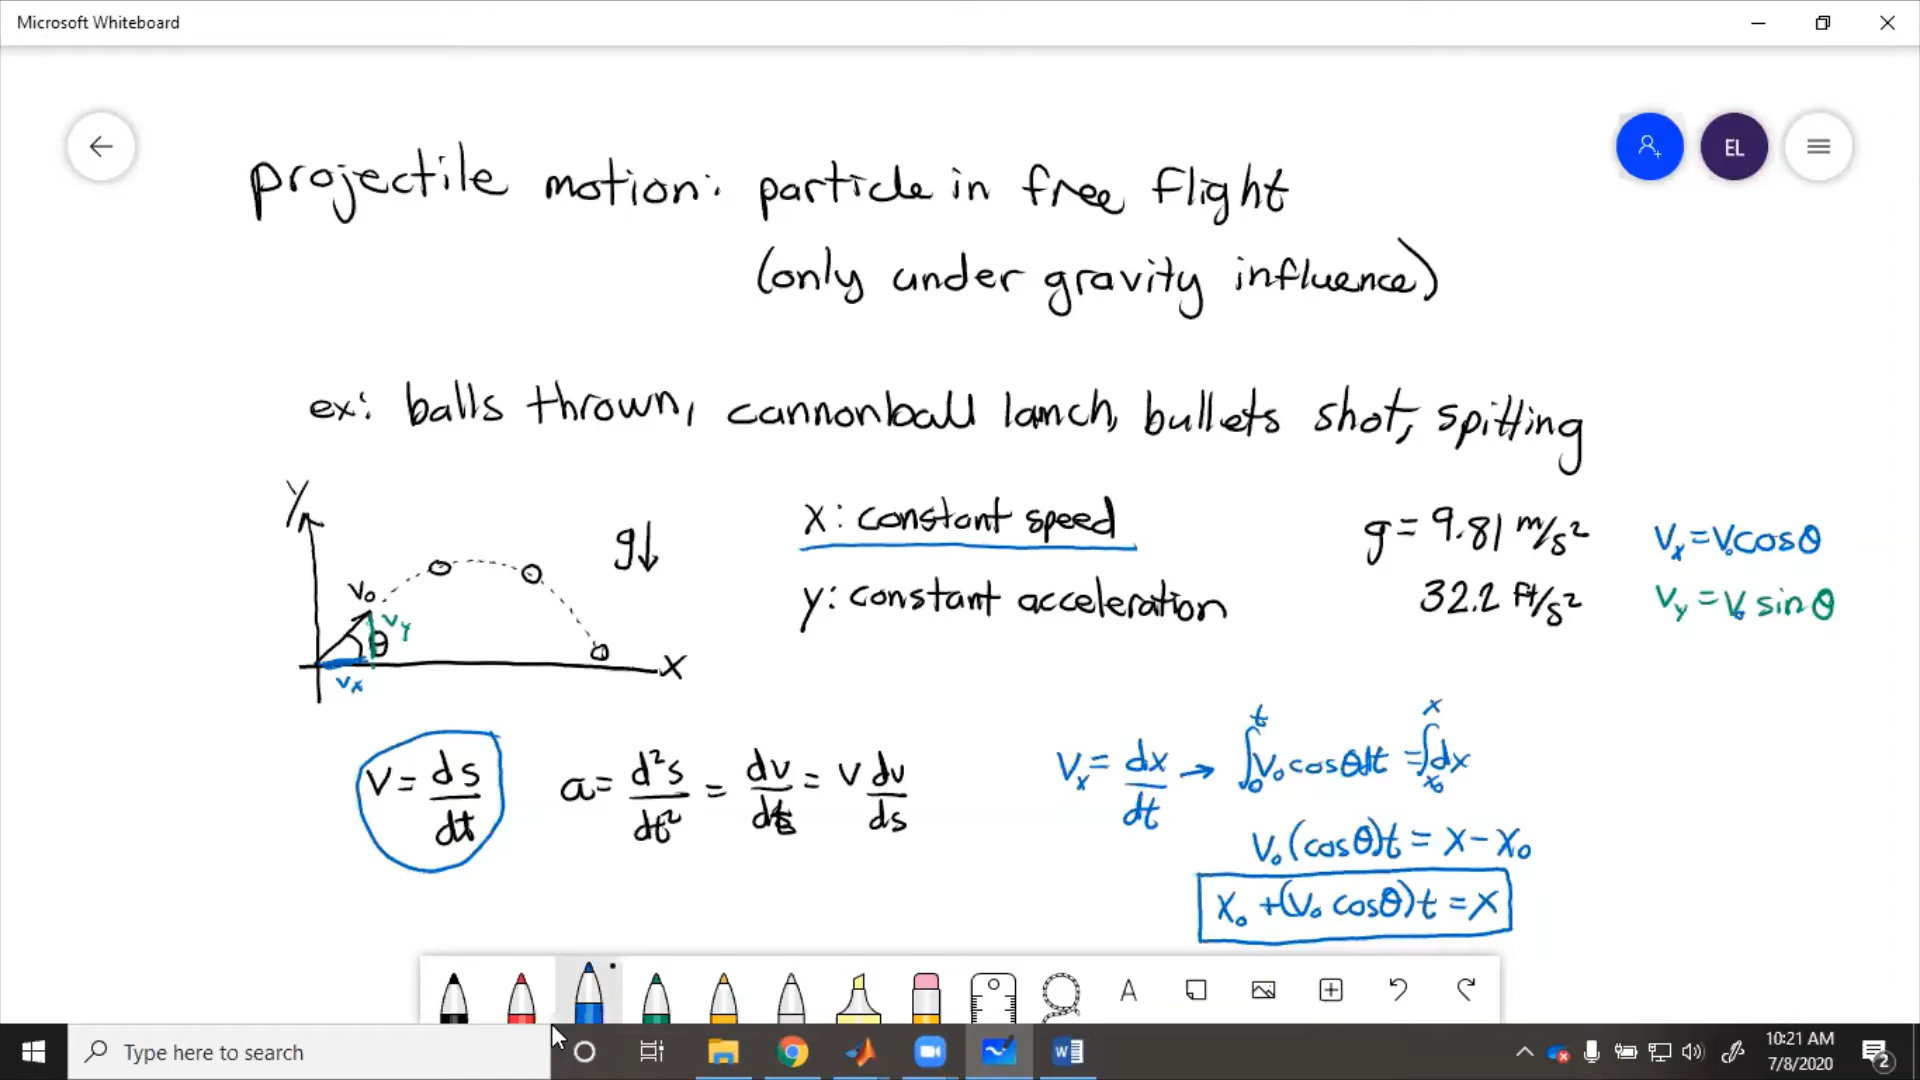 Microsoft Whiteboard
EL
projectile motion: particle in free flight
(only under gravity influence)
ex: balls thrown, cannonball lanch, bullets shot, spitting
Y
g↓
V₀
Vy
θ
Vx
X
x: constant speed
y: constant acceleration
g = 9.81 m/s²
32.2 ft/s²
Vx = V₀cosθ
Vy = V₀ sinθ
V = ds/dt
a = d²s/dt² = dv/dt = v dv/ds
Vx = dx/dt → ∫₀ᵗ V₀ cosθdt = ∫ₓ₀ˣ dx
V₀(cosθ)t = X - X₀
X₀ + (V₀ cosθ)t = X
A
Type here to search
10:21 AM
7/8/2020
2